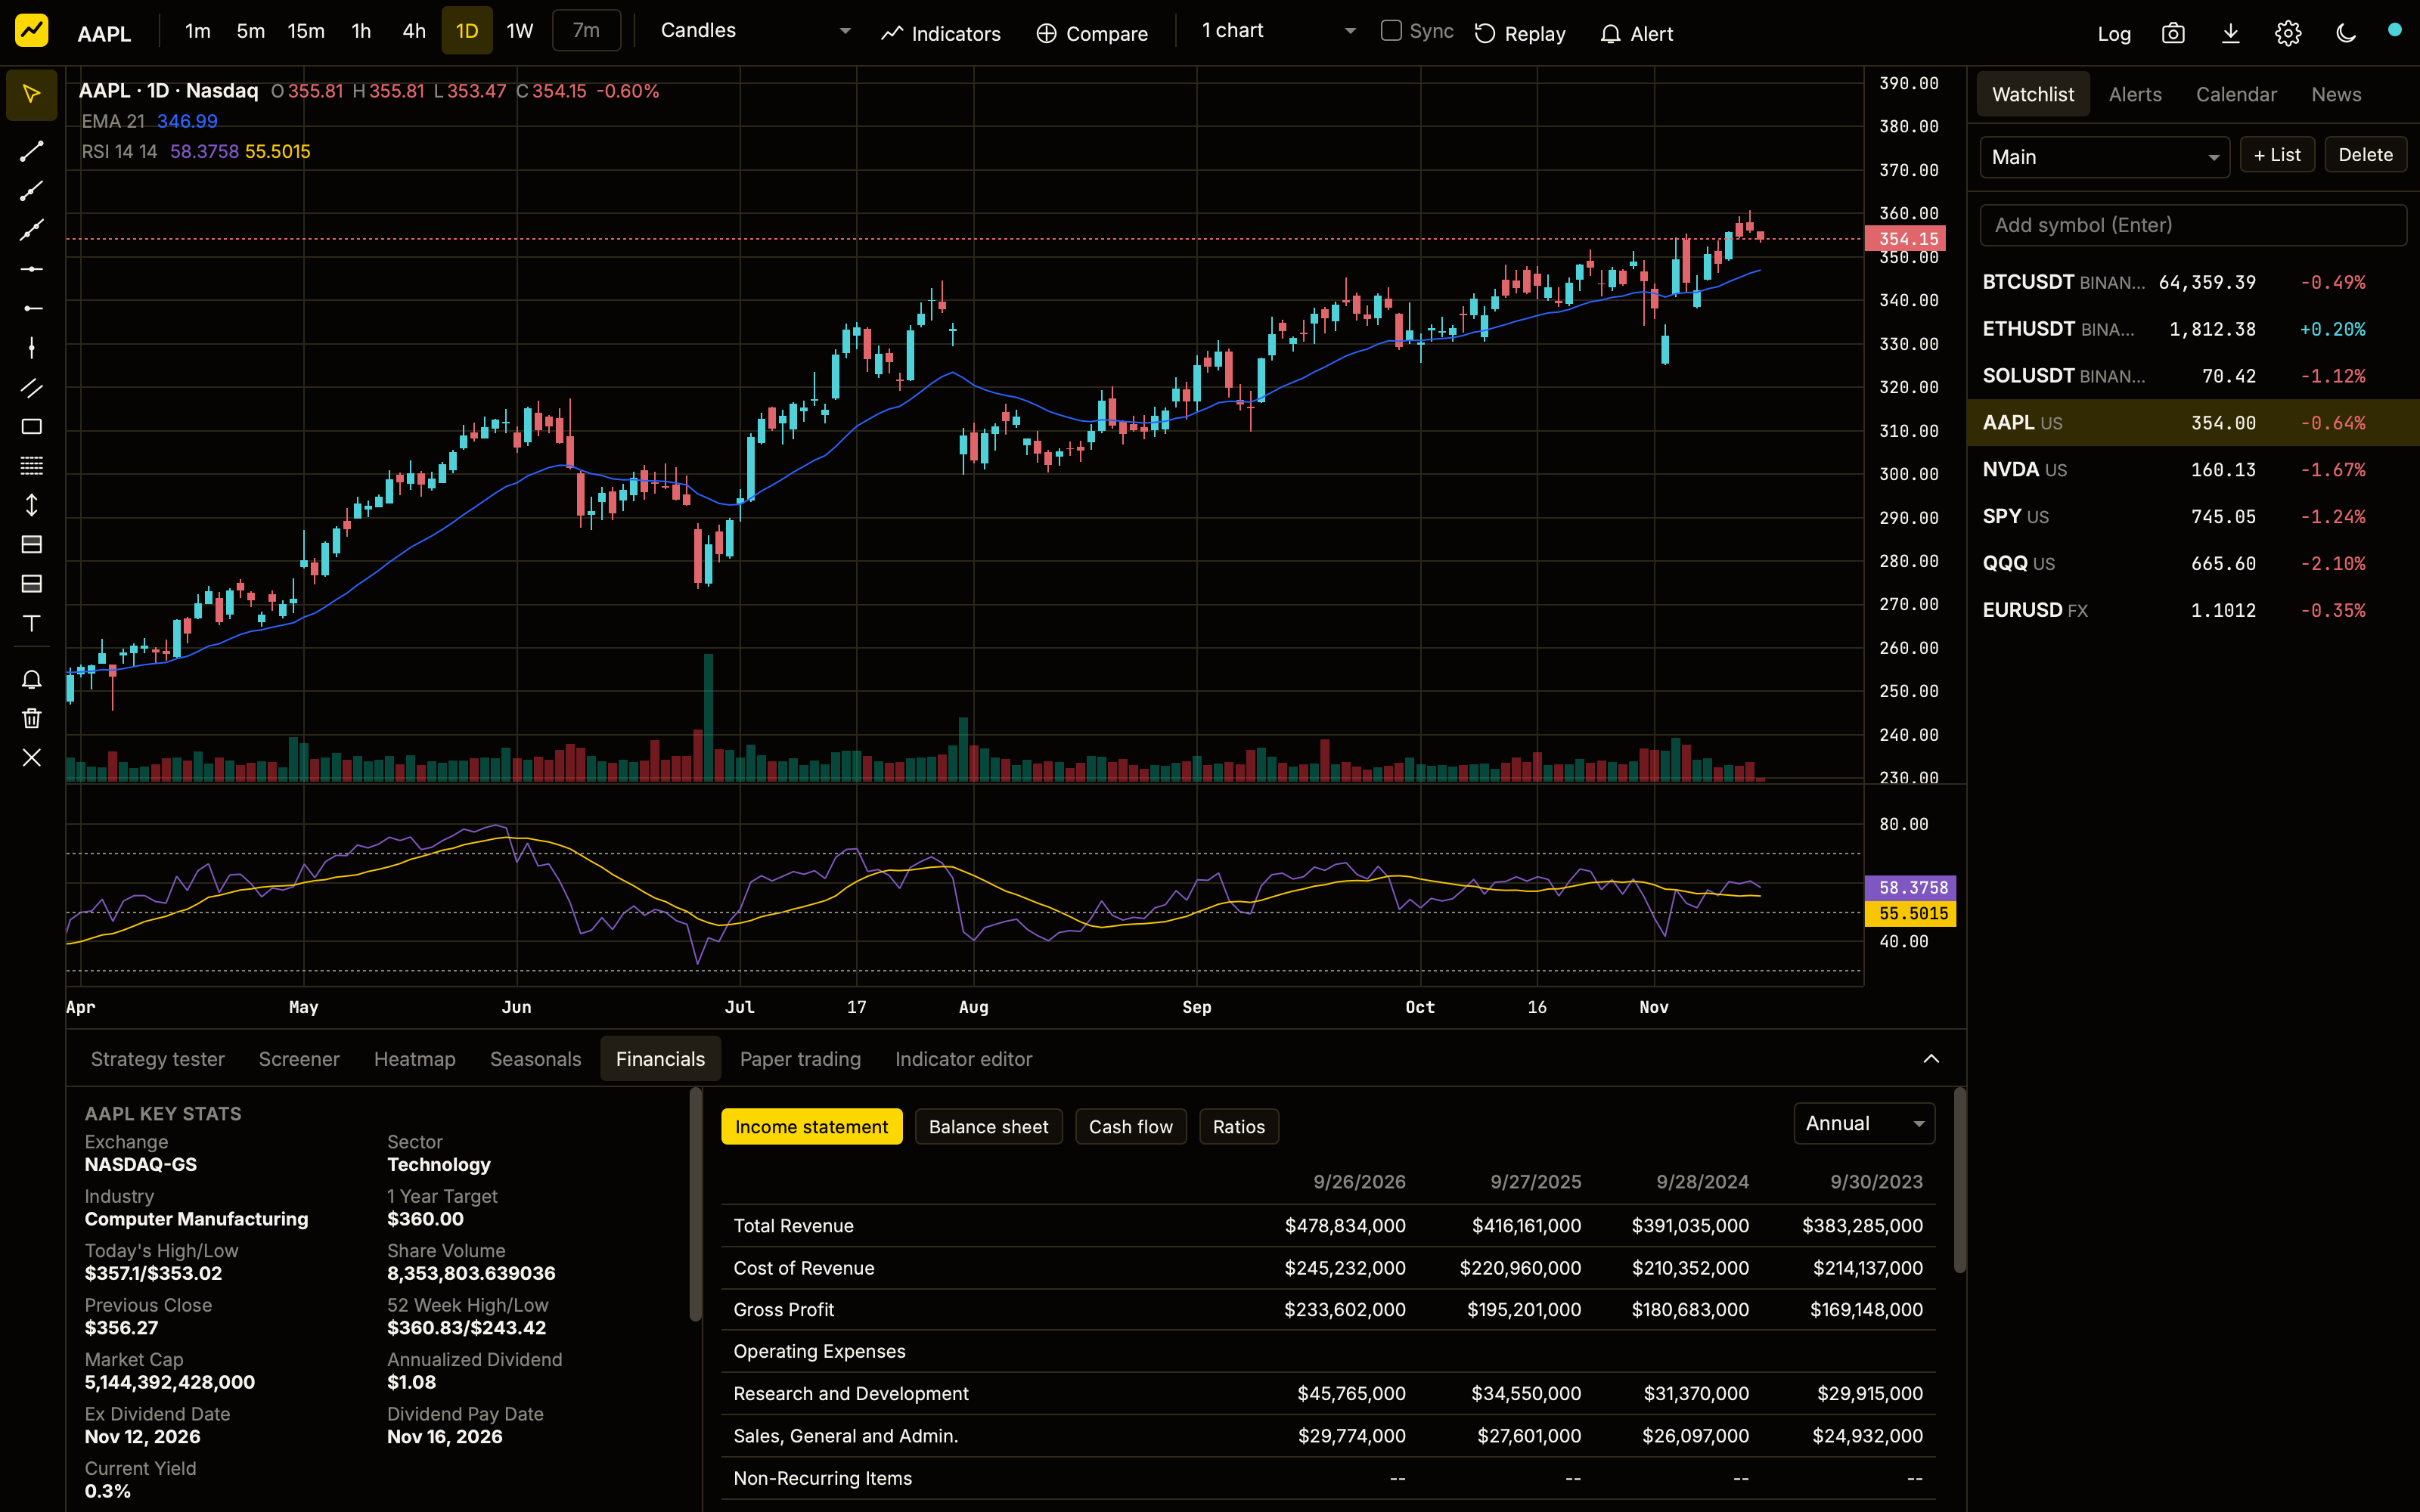 AAPL 1m 5m 15m 1h 4h 1D 1W 7m Candles Indicators Compare 1 chart Sync Replay Alert Log
AAPL · 1D · Nasdaq O 355.81 H 355.81 L 353.47 C 354.15 -0.60%
EMA 21 346.99
RSI 14 14 58.3758 55.5015
390.00
380.00
370.00
360.00
354.15
350.00
340.00
330.00
320.00
310.00
300.00
290.00
280.00
270.00
260.00
250.00
240.00
230.00
80.00
58.3758
55.5015
40.00
Apr May Jun Jul 17 Aug Sep Oct 16 Nov
Watchlist Alerts Calendar News
Main + List Delete
Add symbol (Enter)
BTCUSDT BINAN... 64,359.39 -0.49%
ETHUSDT BINA... 1,812.38 +0.20%
SOLUSDT BINAN... 70.42 -1.12%
AAPL US 354.00 -0.64%
NVDA US 160.13 -1.67%
SPY US 745.05 -1.24%
QQQ US 665.60 -2.10%
EURUSD FX 1.1012 -0.35%
Strategy tester Screener Heatmap Seasonals Financials Paper trading Indicator editor
AAPL KEY STATS
Exchange Sector
NASDAQ-GS Technology
Industry 1 Year Target
Computer Manufacturing $360.00
Today's High/Low Share Volume
$357.1/$353.02 8,353,803.639036
Previous Close 52 Week High/Low
$356.27 $360.83/$243.42
Market Cap Annualized Dividend
5,144,392,428,000 $1.08
Ex Dividend Date Dividend Pay Date
Nov 12, 2026 Nov 16, 2026
Current Yield
0.3%
Income statement Balance sheet Cash flow Ratios Annual
9/26/2026 9/27/2025 9/28/2024 9/30/2023
Total Revenue $478,834,000 $416,161,000 $391,035,000 $383,285,000
Cost of Revenue $245,232,000 $220,960,000 $210,352,000 $214,137,000
Gross Profit $233,602,000 $195,201,000 $180,683,000 $169,148,000
Operating Expenses
Research and Development $45,765,000 $34,550,000 $31,370,000 $29,915,000
Sales, General and Admin. $29,774,000 $27,601,000 $26,097,000 $24,932,000
Non-Recurring Items -- -- -- --